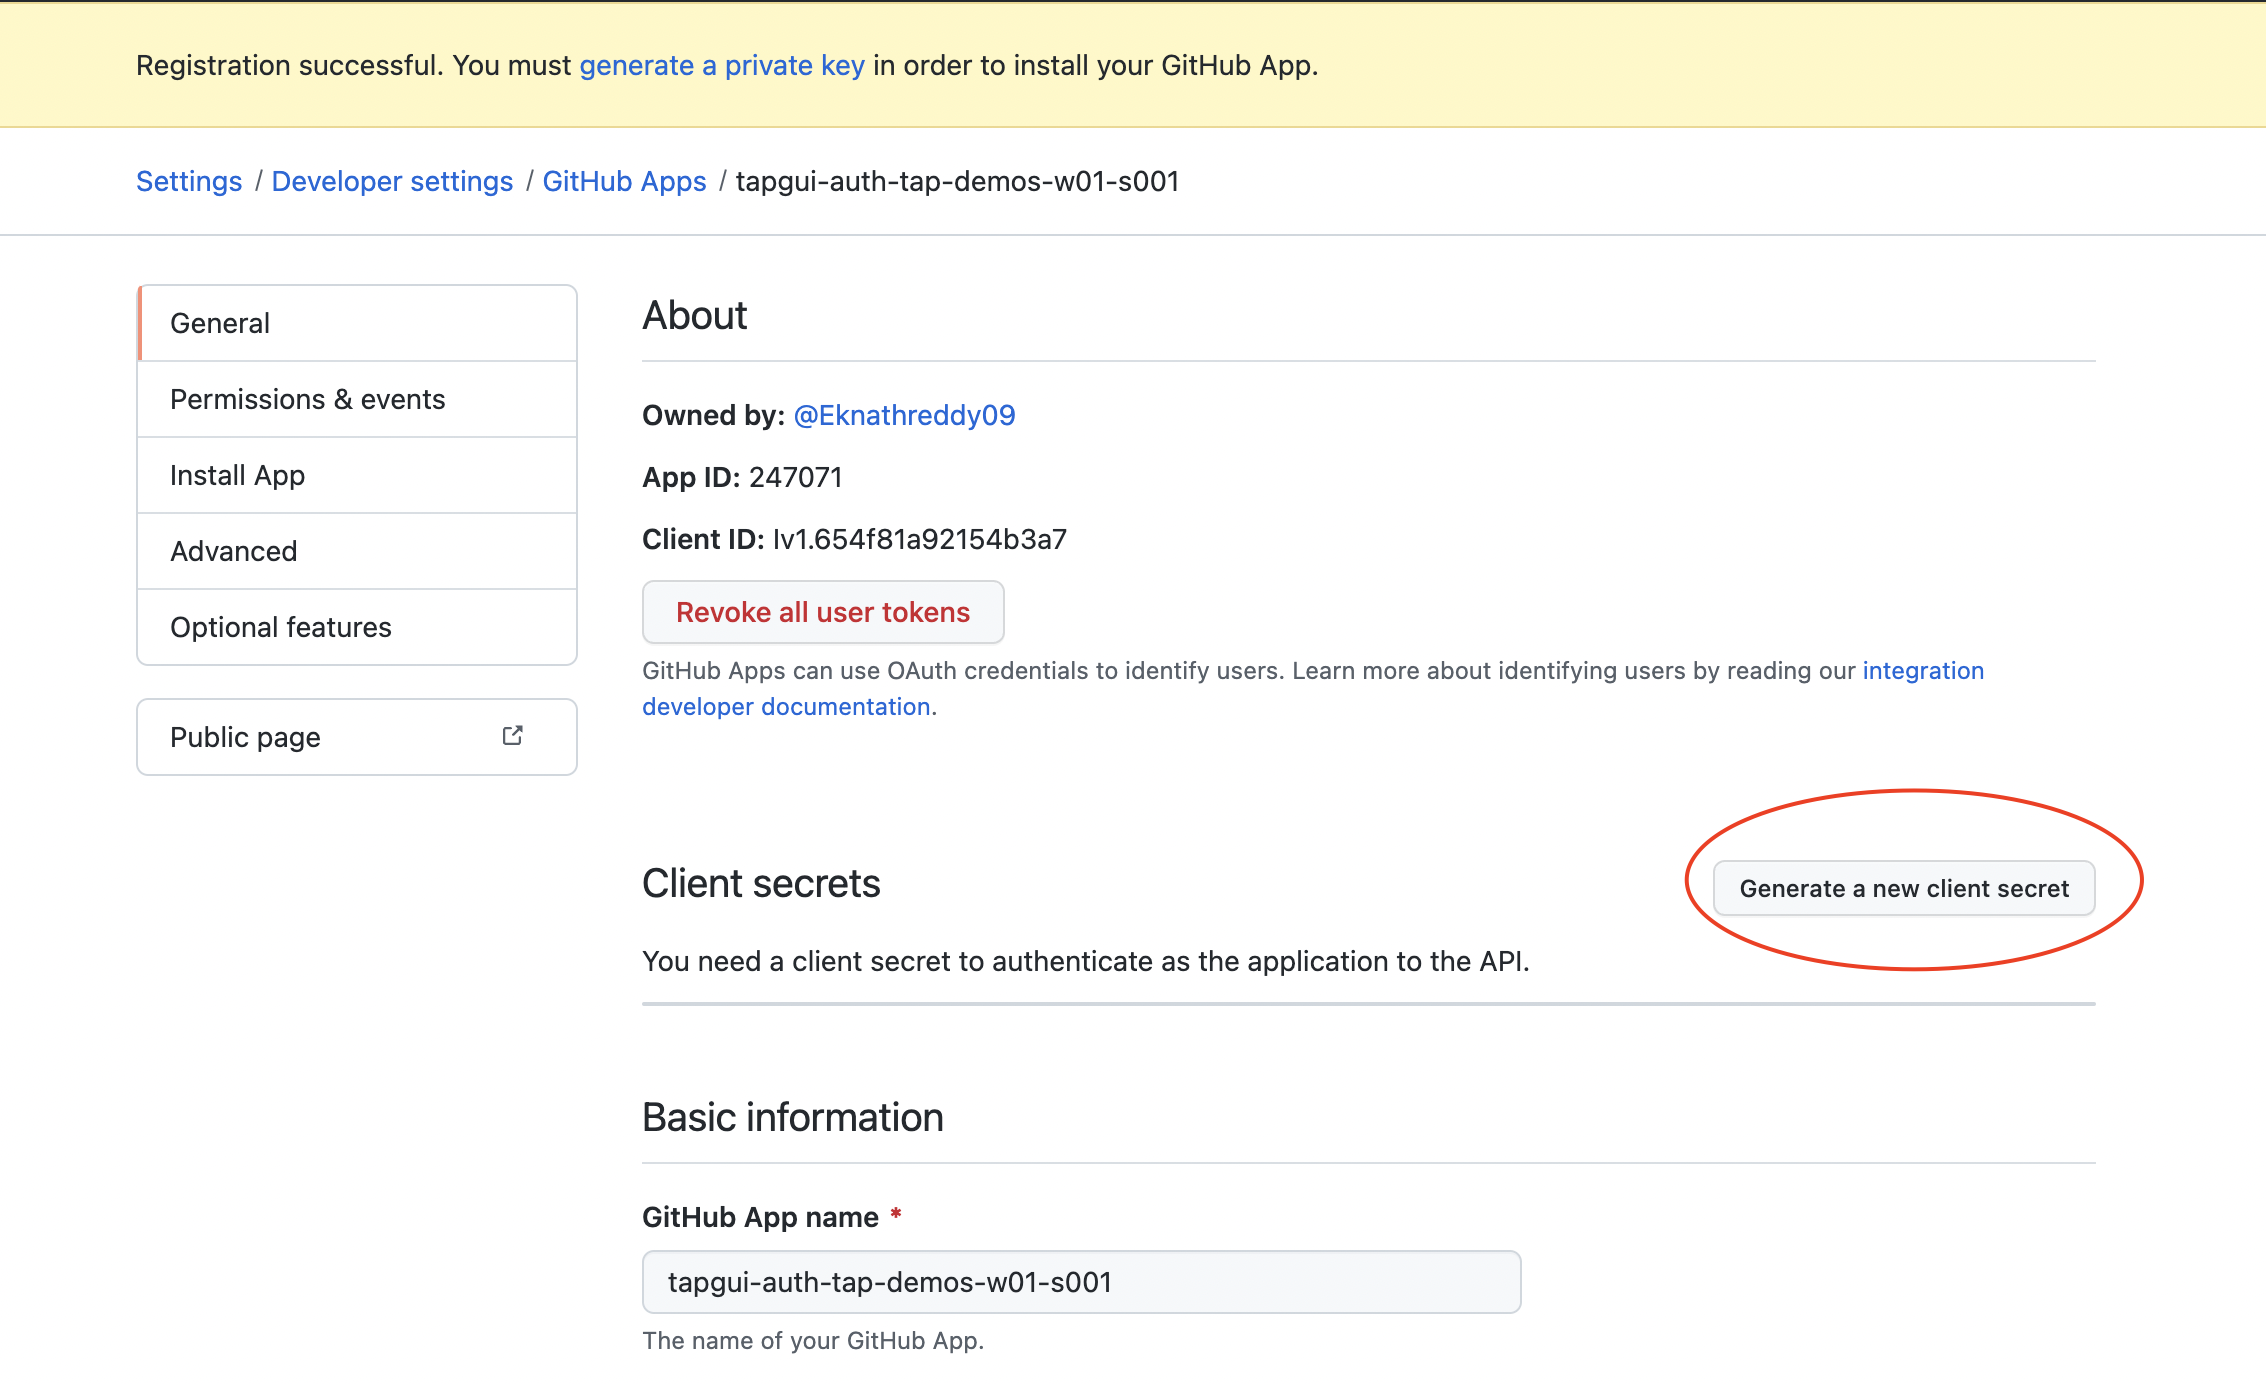 Registration successful. You must generate a private key in order to install your GitHub App.
Settings / Developer settings / GitHub Apps / tapgui-auth-tap-demos-w01-s001
General
Permissions & events
Install App
Advanced
Optional features
Public page
About
Owned by: @Eknathreddy09
App ID: 247071
Client ID: Iv1.654f81a92154b3a7
Revoke all user tokens
GitHub Apps can use OAuth credentials to identify users. Learn more about identifying users by reading our integration
developer documentation.
Client secrets
Generate a new client secret
You need a client secret to authenticate as the application to the API.
Basic information
GitHub App name *
tapgui-auth-tap-demos-w01-s001
The name of your GitHub App.